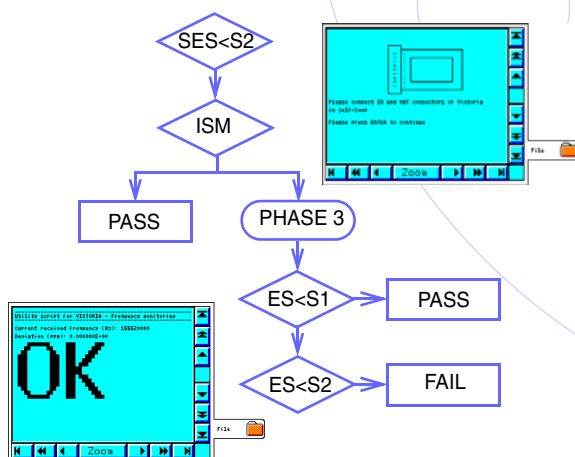 SES<S2
ISM
PASS
PHASE 3
ES<S1
PASS
ES<S2
FAIL
Please connect IN and OUT connectors of Victoria
in self-loop
Please press ENTER to continue
Zoom
File
Utility script for VICTORIA - Frequency monitoring
Current received frequency (Hz): 155520000
Deviation (ppm): 0.000000E+00
OK
Zoom
File